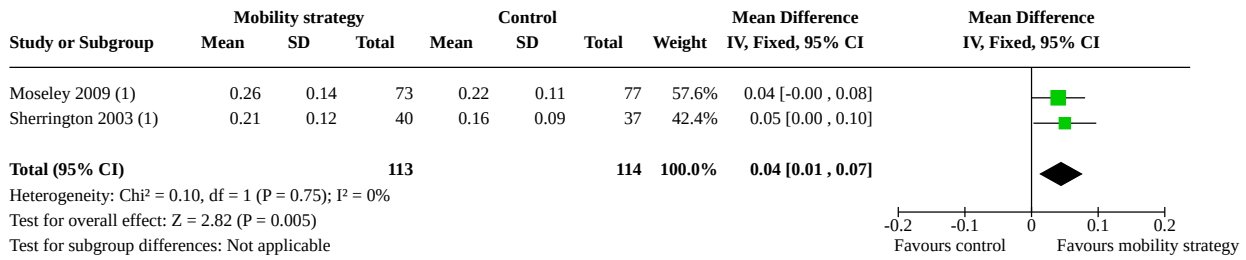 Mobility strategy Control Mean Difference Mean Difference
Study or Subgroup Mean SD Total Mean SD Total Weight IV, Fixed, 95% CI IV, Fixed, 95% CI
Moseley 2009 (1) 0.26 0.14 73 0.22 0.11 77 57.6% 0.04 [-0.00 , 0.08]
Sherrington 2003 (1) 0.21 0.12 40 0.16 0.09 37 42.4% 0.05 [0.00 , 0.10]
Total (95% CI) 113 114 100.0% 0.04 [0.01 , 0.07]
Heterogeneity: Chi² = 0.10, df = 1 (P = 0.75); I² = 0%
Test for overall effect: Z = 2.82 (P = 0.005)
Test for subgroup differences: Not applicable
-0.2 -0.1 0 0.1 0.2
Favours control Favours mobility strategy